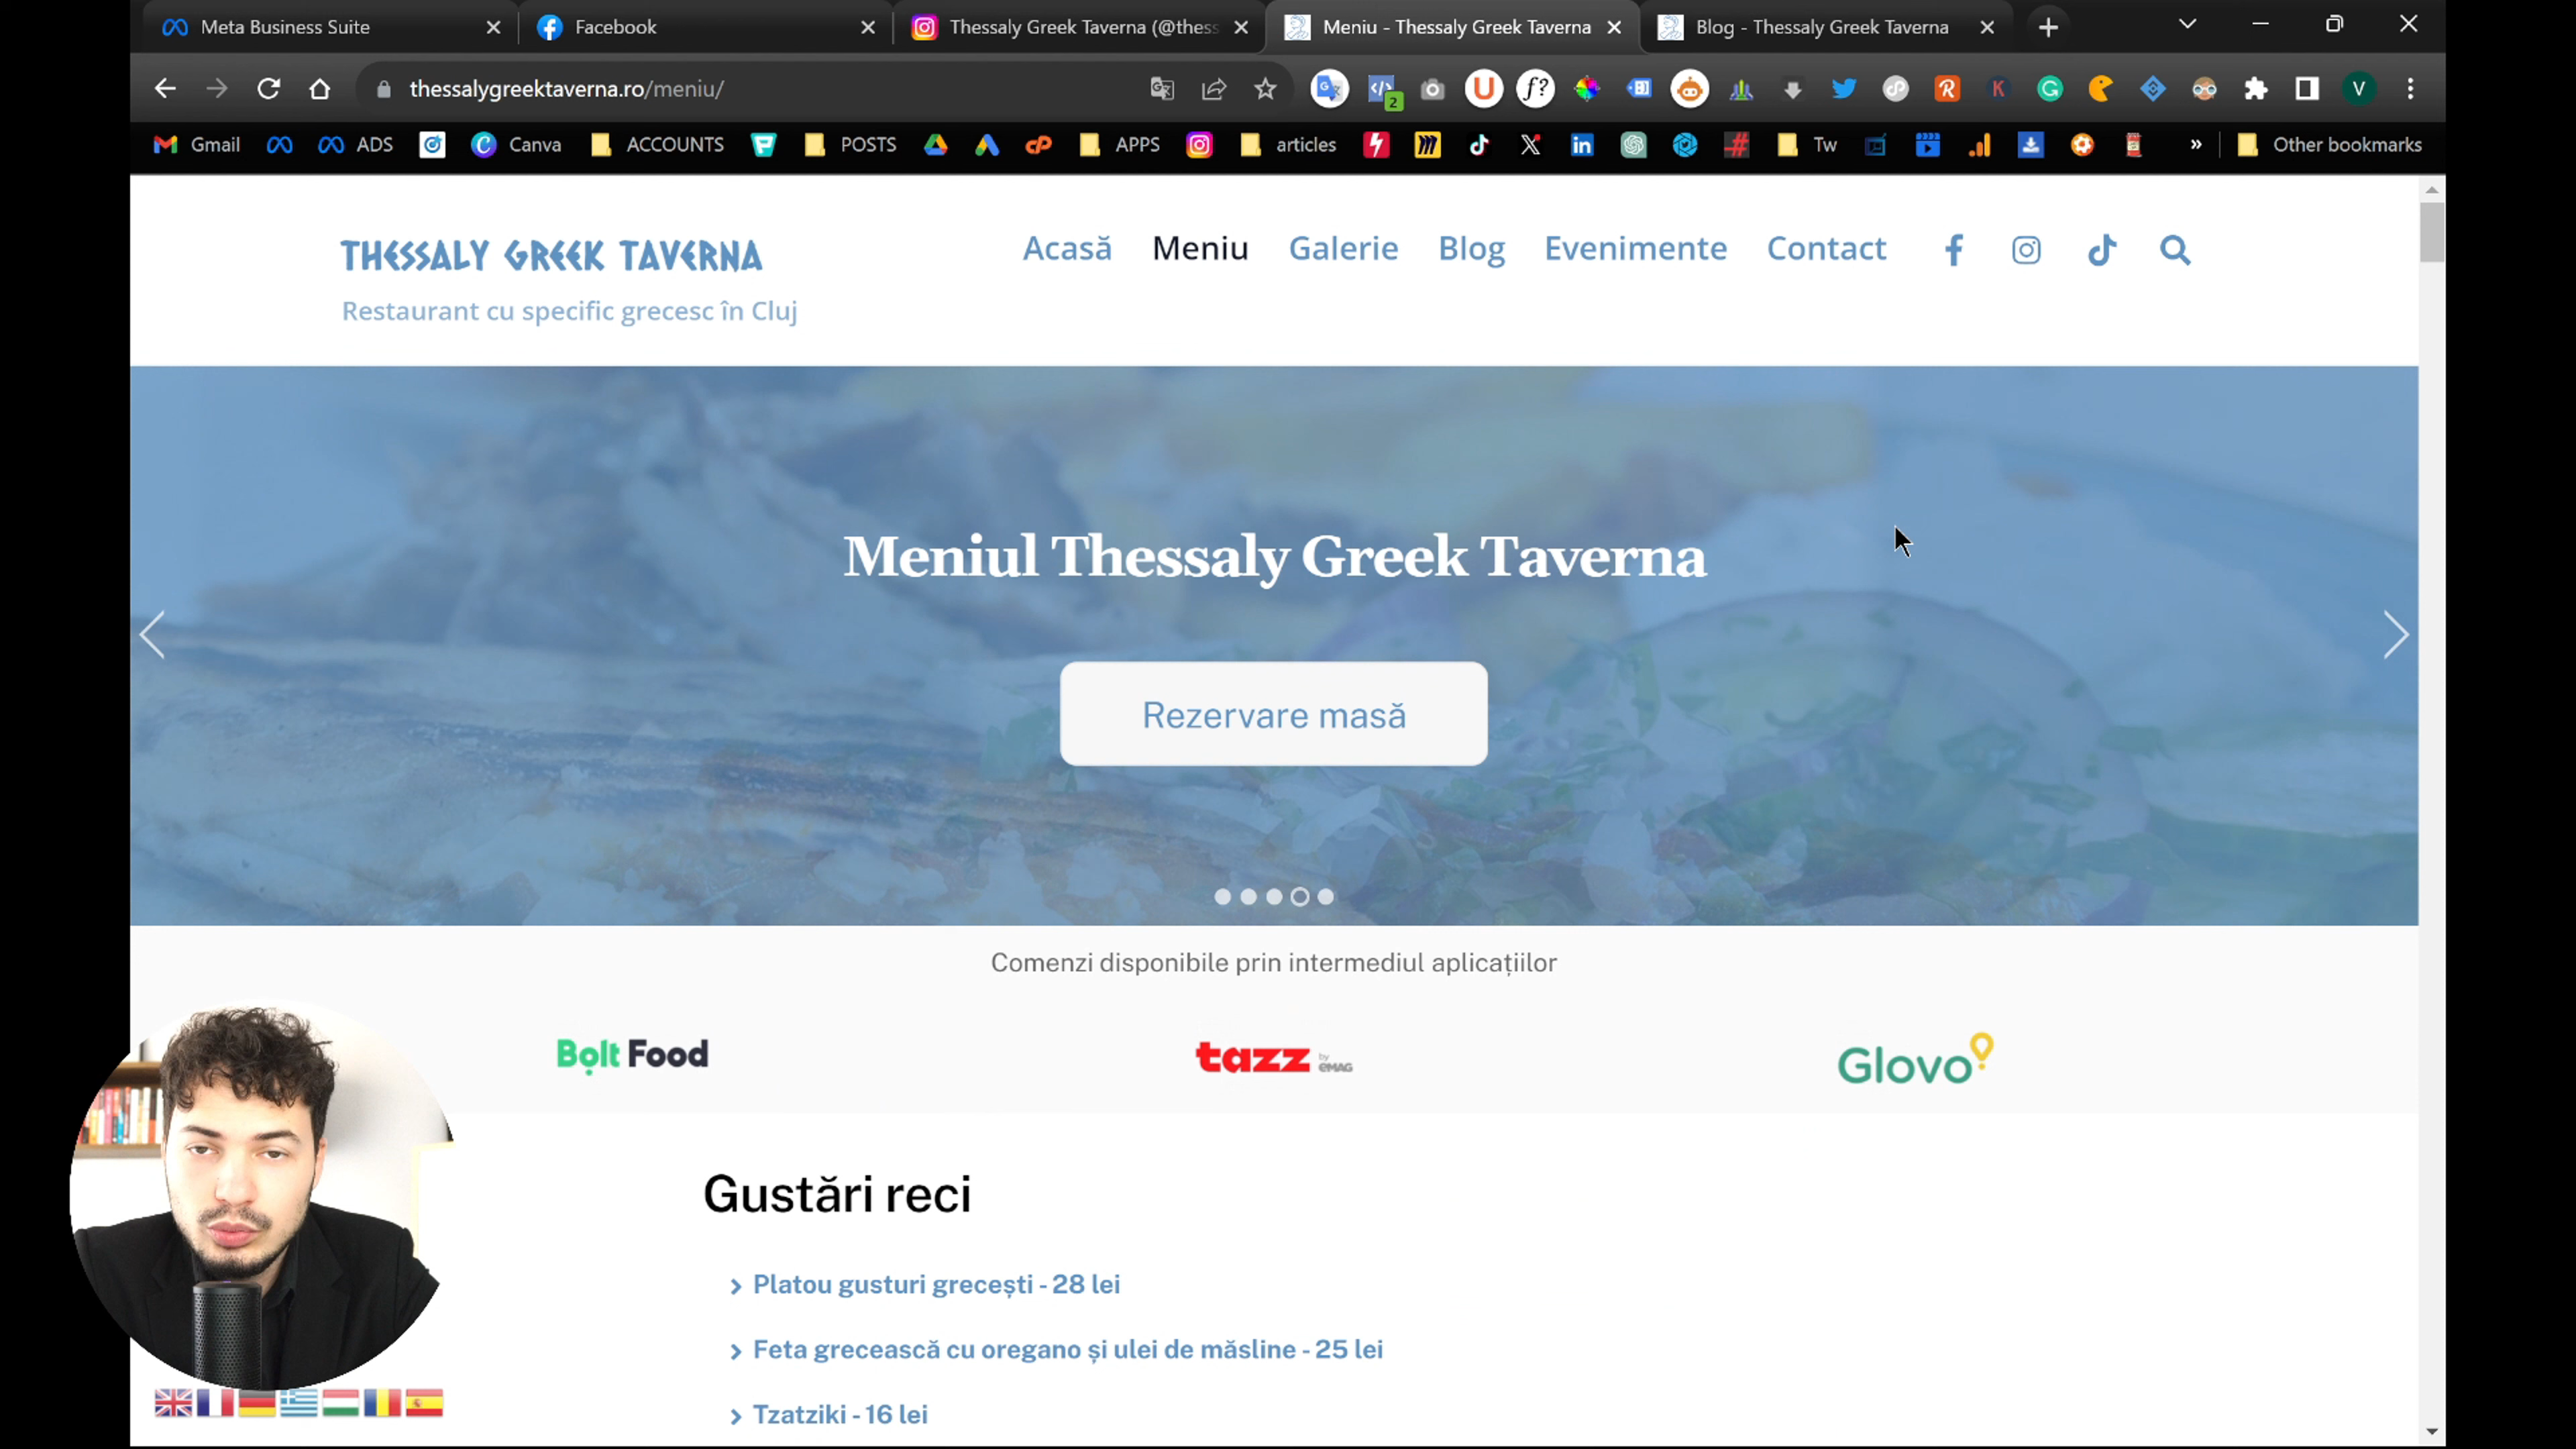 Meta Business Suite
Facebook
Thessaly Greek Taverna (@thess
Meniu - Thessaly Greek Taverna
Blog - Thessaly Greek Taverna
thessalygreektaverna.ro/meniu/
2
V
Gmail
ADS
Canva
ACCOUNTS
POSTS
APPS
articles
Tw
»
Other bookmarks
THESSALY GREEK TAVERNA
Restaurant cu specific grecesc în Cluj
Acasă
Meniu
Galerie
Blog
Evenimente
Contact
Meniul Thessaly Greek Taverna
Rezervare masă
Comenzi disponibile prin intermediul aplicațiilor
Bolt Food
tazz by eMAG
Glovo
Gustări reci
Platou gusturi grecești - 28 lei
Feta grecească cu oregano și ulei de măsline - 25 lei
Tzatziki - 16 lei